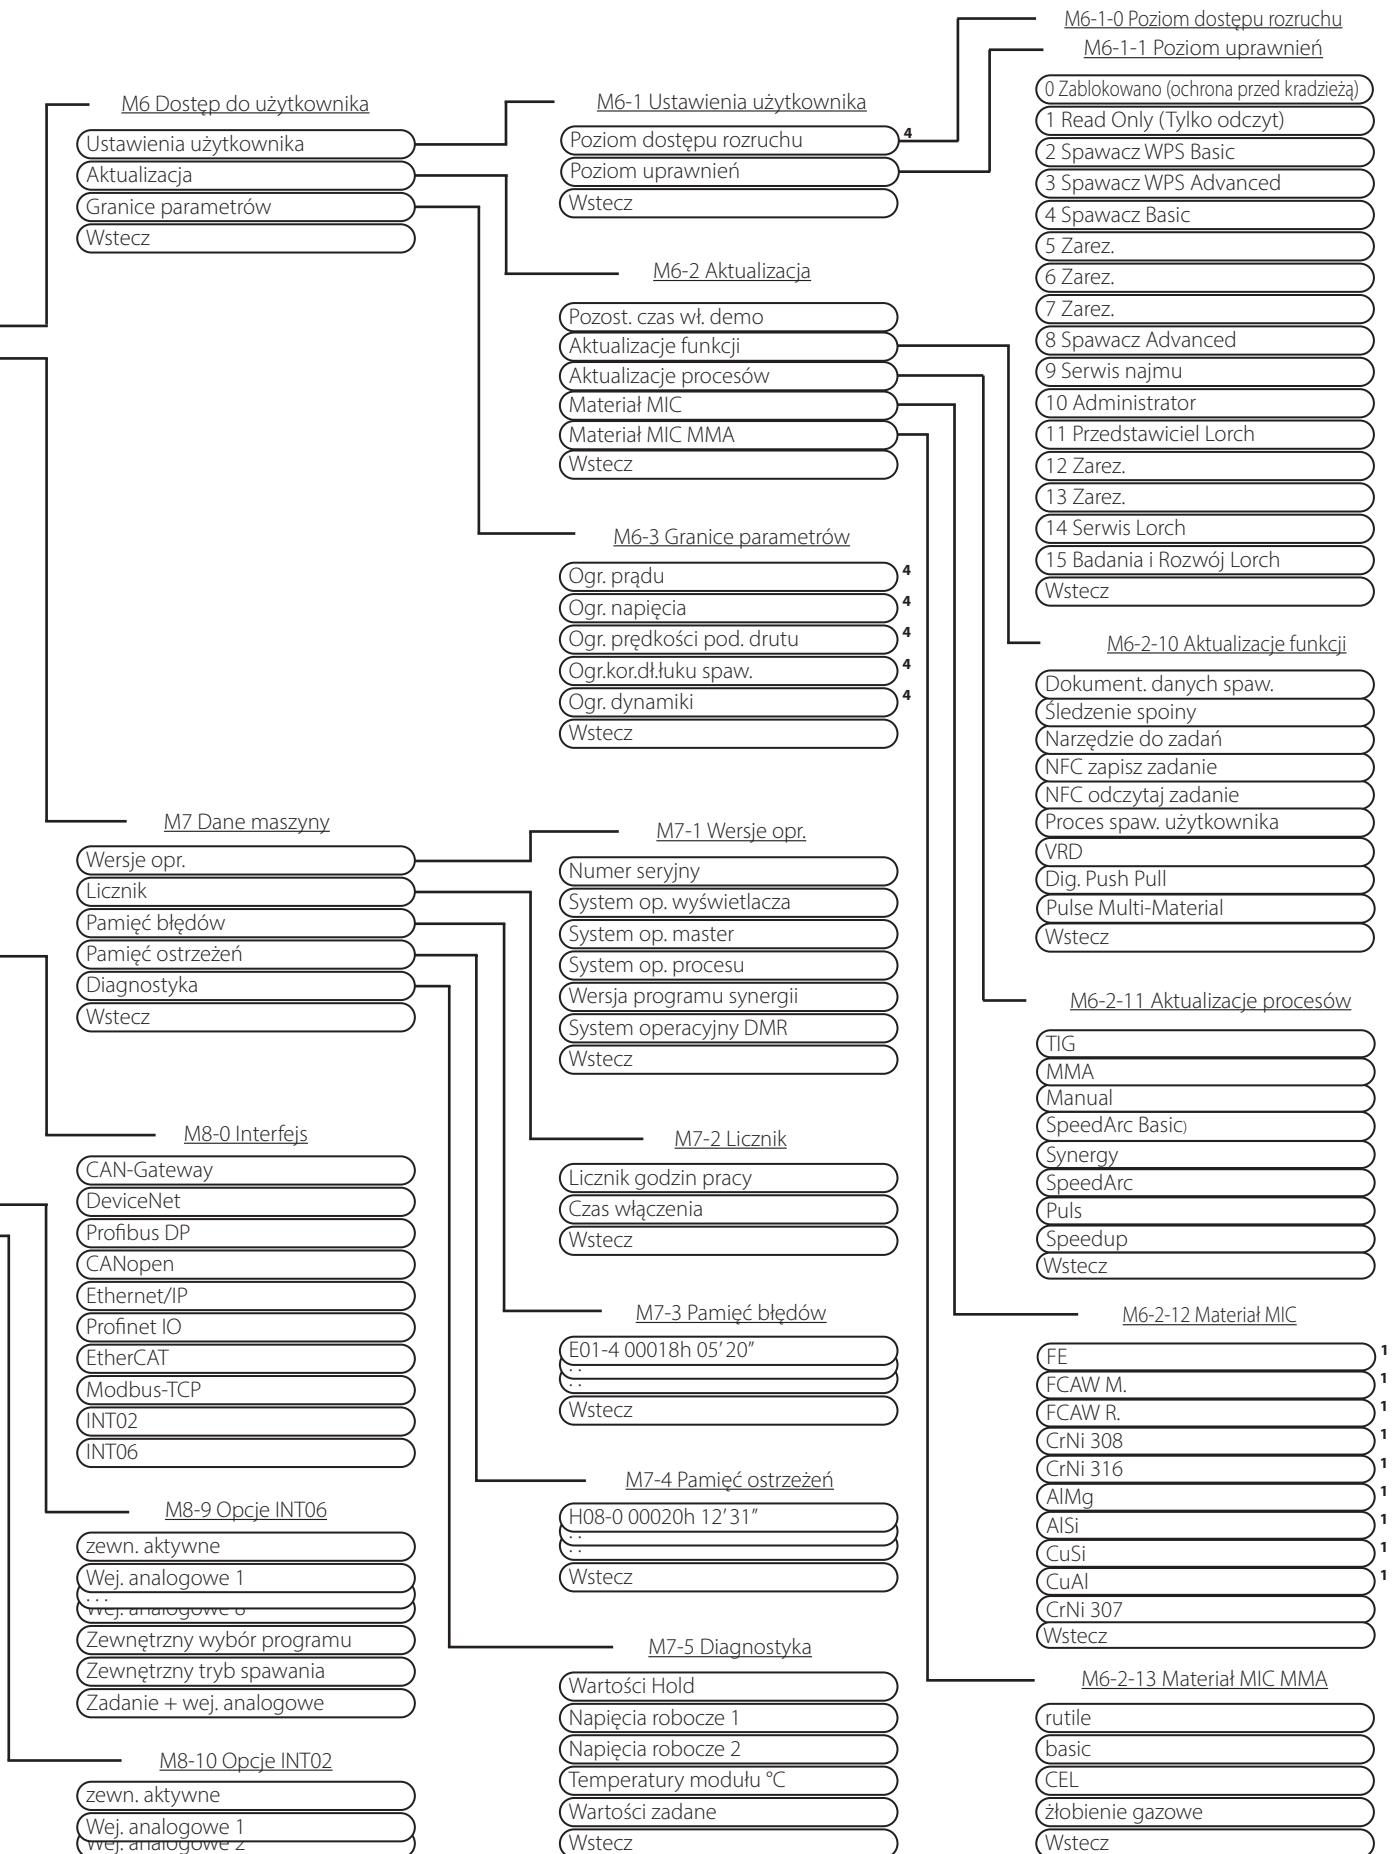 M6 Dostęp do użytkownika
Ustawienia użytkownika
Aktualizacja
Granice parametrów
Wstecz
M7 Dane maszyny
Wersje opr.
Licznik
Pamięć błędów
Pamięć ostrzeżeń
Diagnostyka
Wstecz
M8-0 Interfejs
CAN-Gateway
DeviceNet
Profibus DP
CANopen
Ethernet/IP
Profinet IO
EtherCAT
Modbus-TCP
INT02
INT06
M8-9 Opcje INT06
zewn. aktywne
Wej. analogowe 1
. . .
Wej. analogowe 8
Zewnętrzny wybór programu
Zewnętrzny tryb spawania
Zadanie + wej. analogowe
M8-10 Opcje INT02
zewn. aktywne
Wej. analogowe 1
Wej. analogowe 2
M6-1 Ustawienia użytkownika
Poziom dostępu rozruchu 4
Poziom uprawnień
Wstecz
M6-2 Aktualizacja
Pozost. czas wł. demo
Aktualizacje funkcji
Aktualizacje procesów
Materiał MIC
Materiał MIC MMA
Wstecz
M6-3 Granice parametrów
Ogr. prądu 4
Ogr. napięcia 4
Ogr. prędkości pod. drutu 4
Ogr.kor.dł.łuku spaw. 4
Ogr. dynamiki 4
Wstecz
M7-1 Wersje opr.
Numer seryjny
System op. wyświetlacza
System op. master
System op. procesu
Wersja programu synergii
System operacyjny DMR
Wstecz
M7-2 Licznik
Licznik godzin pracy
Czas włączenia
Wstecz
M7-3 Pamięć błędów
E01-4 00018h 05’ 20”
. .
. .
Wstecz
M7-4 Pamięć ostrzeżeń
H08-0 00020h 12’ 31”
. .
. .
Wstecz
M7-5 Diagnostyka
Wartości Hold
Napięcia robocze 1
Napięcia robocze 2
Temperatury modułu °C
Wartości zadane
Wstecz
M6-1-0 Poziom dostępu rozruchu
M6-1-1 Poziom uprawnień
0 Zablokowano (ochrona przed kradzieżą)
1 Read Only (Tylko odczyt)
2 Spawacz WPS Basic
3 Spawacz WPS Advanced
4 Spawacz Basic
5 Zarez.
6 Zarez.
7 Zarez.
8 Spawacz Advanced
9 Serwis najmu
10 Administrator
11 Przedstawiciel Lorch
12 Zarez.
13 Zarez.
14 Serwis Lorch
15 Badania i Rozwój Lorch
Wstecz
M6-2-10 Aktualizacje funkcji
Dokument. danych spaw.
Śledzenie spoiny
Narzędzie do zadań
NFC zapisz zadanie
NFC odczytaj zadanie
Proces spaw. użytkownika
VRD
Dig. Push Pull
Pulse Multi-Material
Wstecz
M6-2-11 Aktualizacje procesów
TIG
MMA
Manual
SpeedArc Basic)
Synergy
SpeedArc
Puls
Speedup
Wstecz
M6-2-12 Materiał MIC
FE 1
FCAW M. 1
FCAW R. 1
CrNi 308 1
CrNi 316 1
AlMg 1
AlSi 1
CuSi 1
CuAl 1
CrNi 307
Wstecz
M6-2-13 Materiał MIC MMA
rutile
basic
CEL
żłobienie gazowe
Wstecz